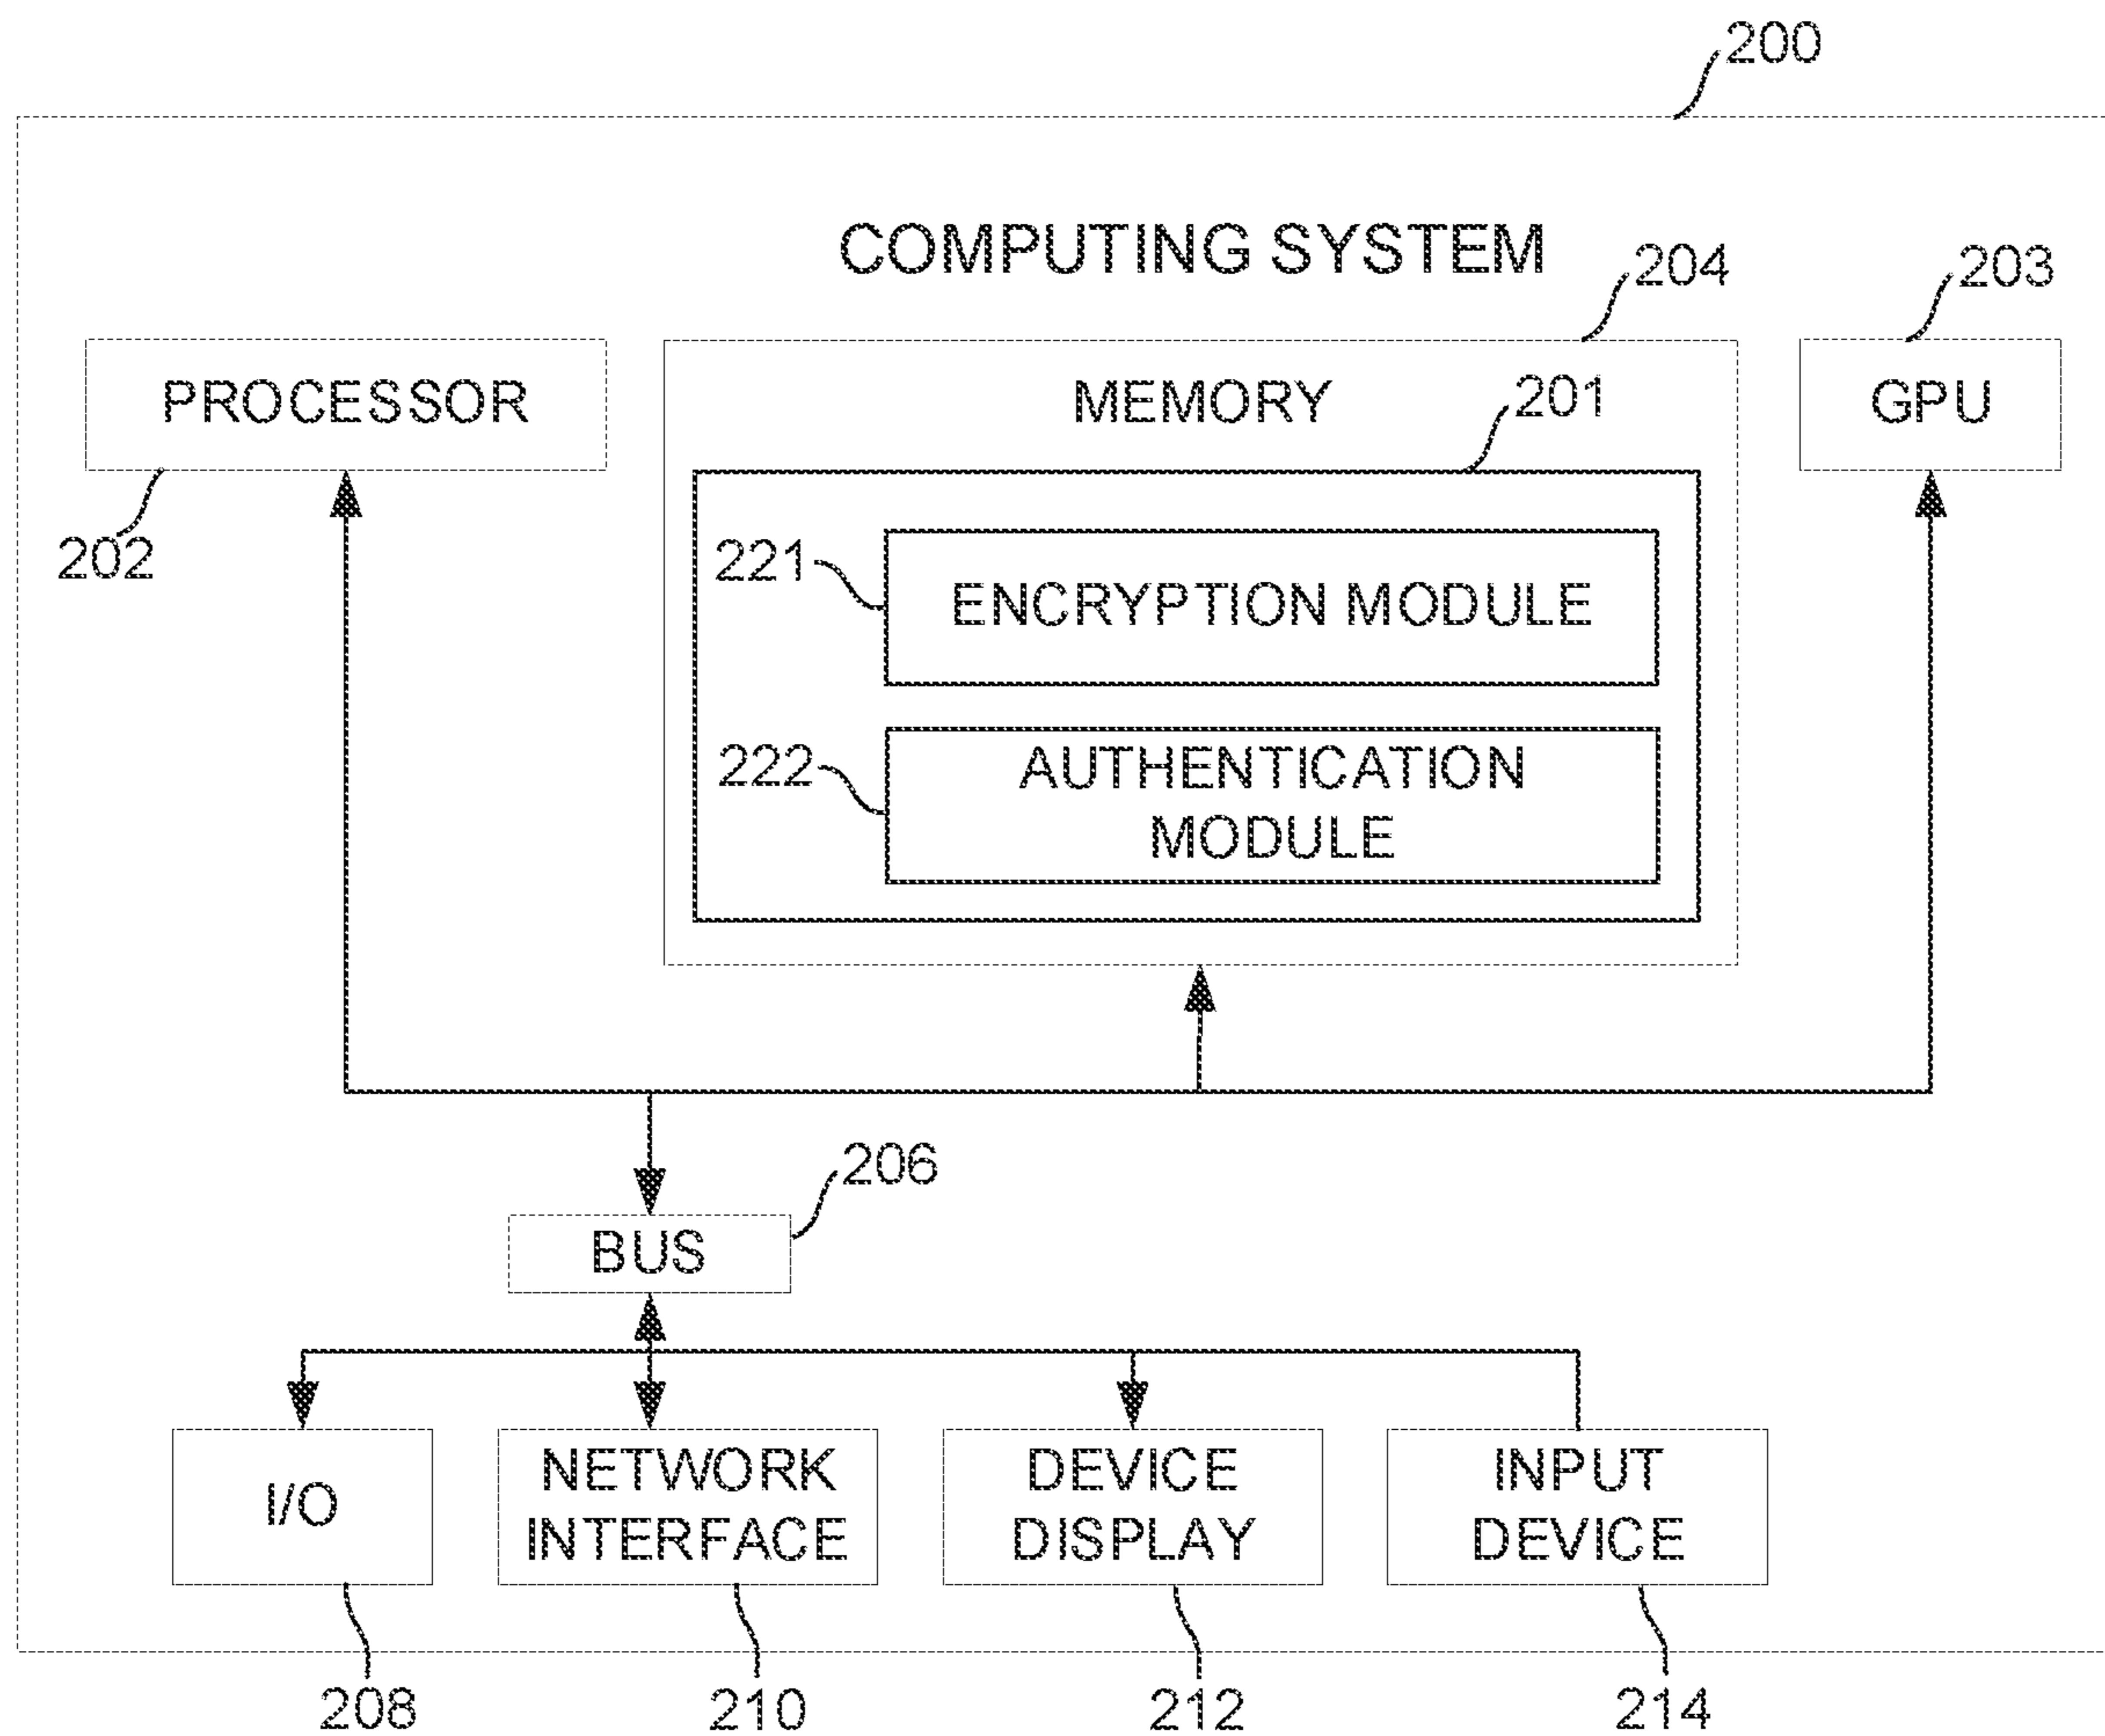 200
COMPUTING SYSTEM
204
203
PROCESSOR
MEMORY
201
GPU
202
221
ENCRYPTION MODULE
222
AUTHENTICATION
MODULE
206
BUS
I/O
NETWORK
INTERFACE
DEVICE
DISPLAY
INPUT
DEVICE
208
210
212
214